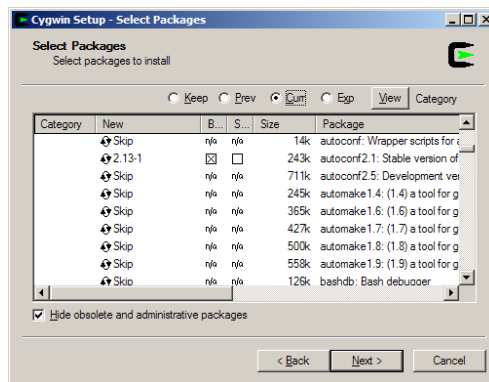 Cygwin Setup - Select Packages
Select Packages
Select packages to install
Keep Prev Curr Exp View Category
Category New B... S... Size Package
Skip n/a n/a 14k autoconf: Wrapper scripts for a
2.13-1 243k autoconf2.1: Stable version of
Skip n/a n/a 711k autoconf2.5: Development ver
Skip n/a n/a 245k automake1.4: (1.4) a tool for g
Skip n/a n/a 365k automake1.6: (1.6) a tool for g
Skip n/a n/a 427k automake1.7: (1.7) a tool for g
Skip n/a n/a 500k automake1.8: (1.8) a tool for g
Skip n/a n/a 558k automake1.9: (1.9) a tool for g
Skip n/a n/a 126k bashdb: Bash debugger
Hide obsolete and administrative packages
< Back Next > Cancel